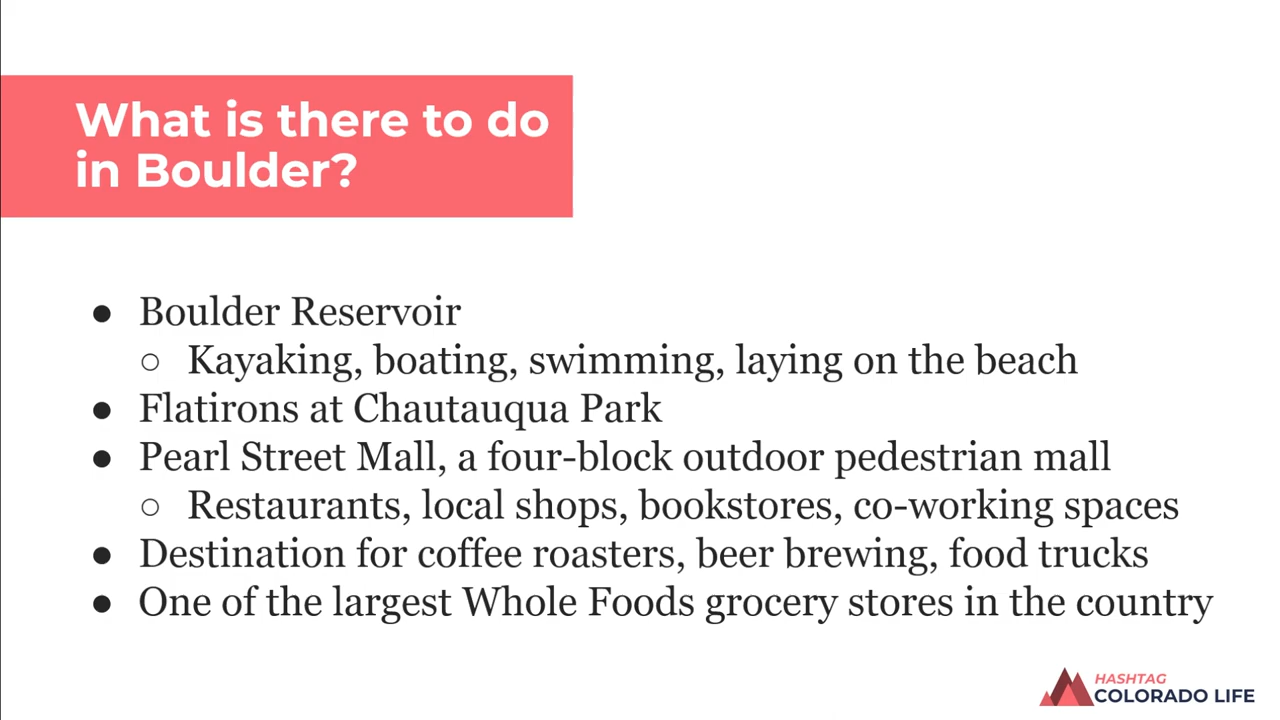 What is there to do
in Boulder?
● Boulder Reservoir
○ Kayaking, boating, swimming, laying on the beach
● Flatirons at Chautauqua Park
● Pearl Street Mall, a four-block outdoor pedestrian mall
○ Restaurants, local shops, bookstores, co-working spaces
● Destination for coffee roasters, beer brewing, food trucks
● One of the largest Whole Foods grocery stores in the country
HASHTAG
COLORADO LIFE